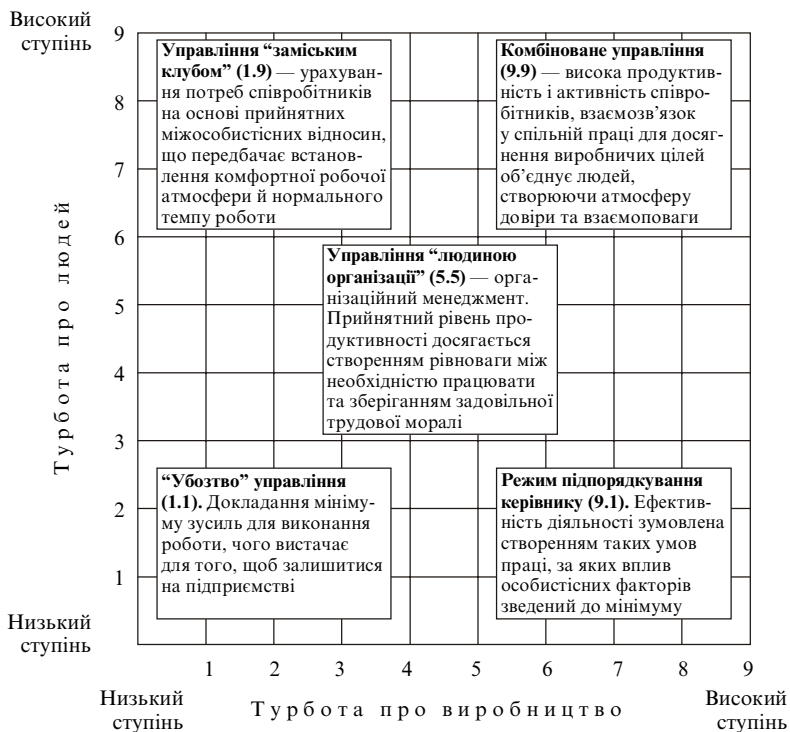 Високий
ступінь
Турбота про людей
9
8
7
6
5
4
3
2
1
Низький
ступінь
Управління “заміським
клубом” (1.9) — урахуван-
ня потреб співробітників
на основі прийнятних
міжособистісних відносин,
що передбачає встанов-
лення комфортної робочої
атмосфери й нормального
темпу роботи
Комбіноване управління
(9.9) — висока продуктив-
ність і активність співро-
бітників, взаємозв’язок
у спільній праці для досяг-
нення виробничих цілей
об’єднує людей,
створюючи атмосферу
довіри та взаємоповаги
Управління “людиною
організації” (5.5) — орга-
нізаційний менеджмент.
Прийнятний рівень про-
дуктивності досягається
створенням рівноваги між
необхідністю працювати
та зберіганням задовільної
трудової моралі
“Убозтво” управління
(1.1). Докладання мініму-
му зусиль для виконання
роботи, чого вистачає
для того, щоб залишитися
на підприємстві
Режим підпорядкування
керівнику (9.1). Ефектив-
ність діяльності зумовлена
створенням таких умов
праці, за яких вплив
особистісних факторів
зведений до мінімуму
1 2 3 4 5 6 7 8 9
Низький
ступінь
Турбота про виробництво
Високий
ступінь